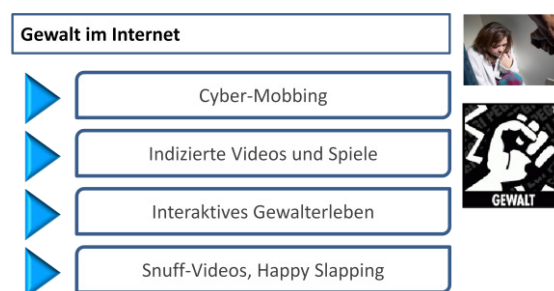 Gewalt im Internet
Cyber-Mobbing
Indizierte Videos und Spiele
Interaktives Gewalterleben
Snuff-Videos, Happy Slapping
GEWALT